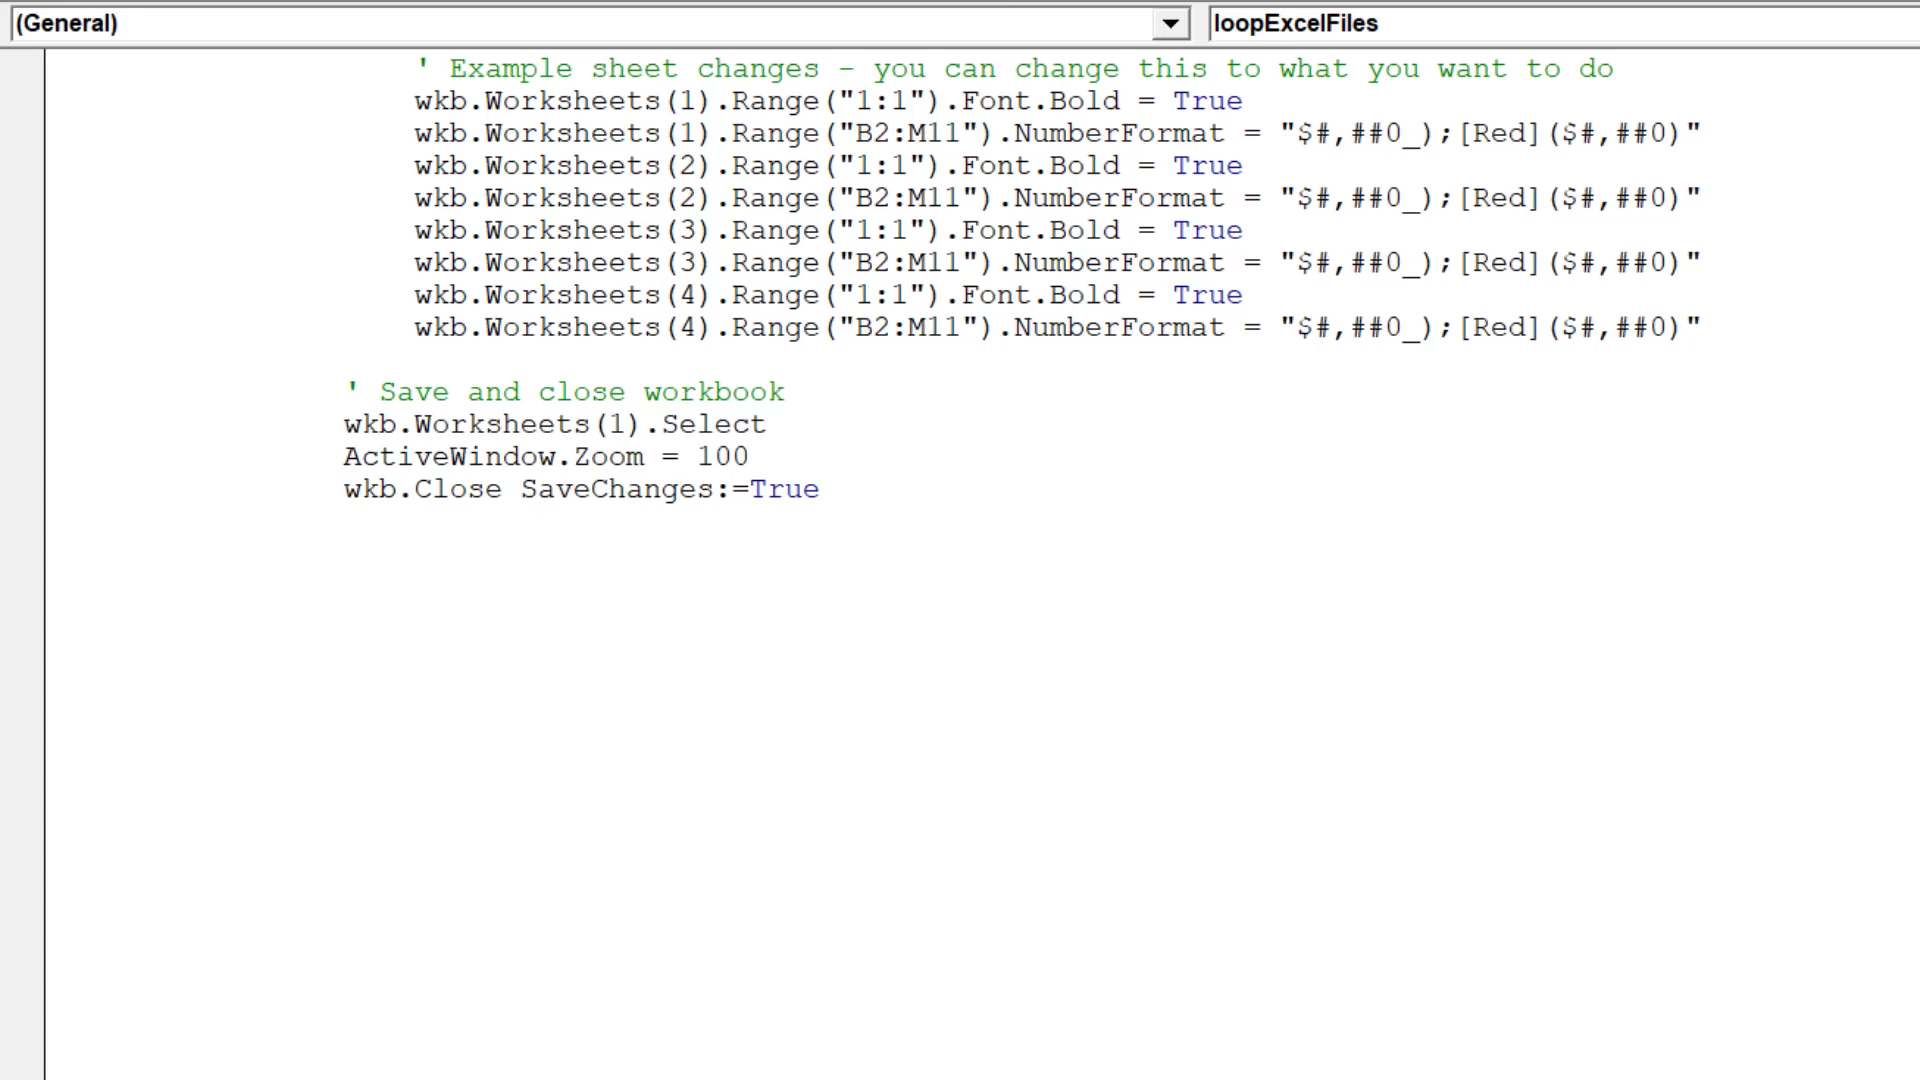 (General)
loopExcelFiles
' Example sheet changes - you can change this to what you want to do
wkb.Worksheets(1).Range("1:1").Font.Bold = True
wkb.Worksheets(1).Range("B2:M11").NumberFormat = "$#,##0_);[Red]($#,##0)"
wkb.Worksheets(2).Range("1:1").Font.Bold = True
wkb.Worksheets(2).Range("B2:M11").NumberFormat = "$#,##0_);[Red]($#,##0)"
wkb.Worksheets(3).Range("1:1").Font.Bold = True
wkb.Worksheets(3).Range("B2:M11").NumberFormat = "$#,##0_);[Red]($#,##0)"
wkb.Worksheets(4).Range("1:1").Font.Bold = True
wkb.Worksheets(4).Range("B2:M11").NumberFormat = "$#,##0_);[Red]($#,##0)"
' Save and close workbook
wkb.Worksheets(1).Select
ActiveWindow.Zoom = 100
wkb.Close SaveChanges:=True